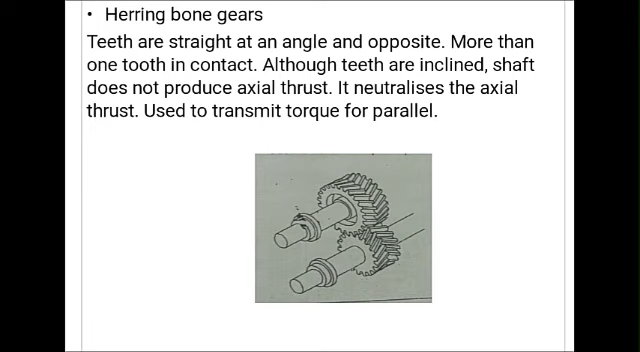 • Herring bone gears
Teeth are straight at an angle and opposite. More than
one tooth in contact. Although teeth are inclined, shaft
does not produce axial thrust. It neutralises the axial
thrust. Used to transmit torque for parallel.